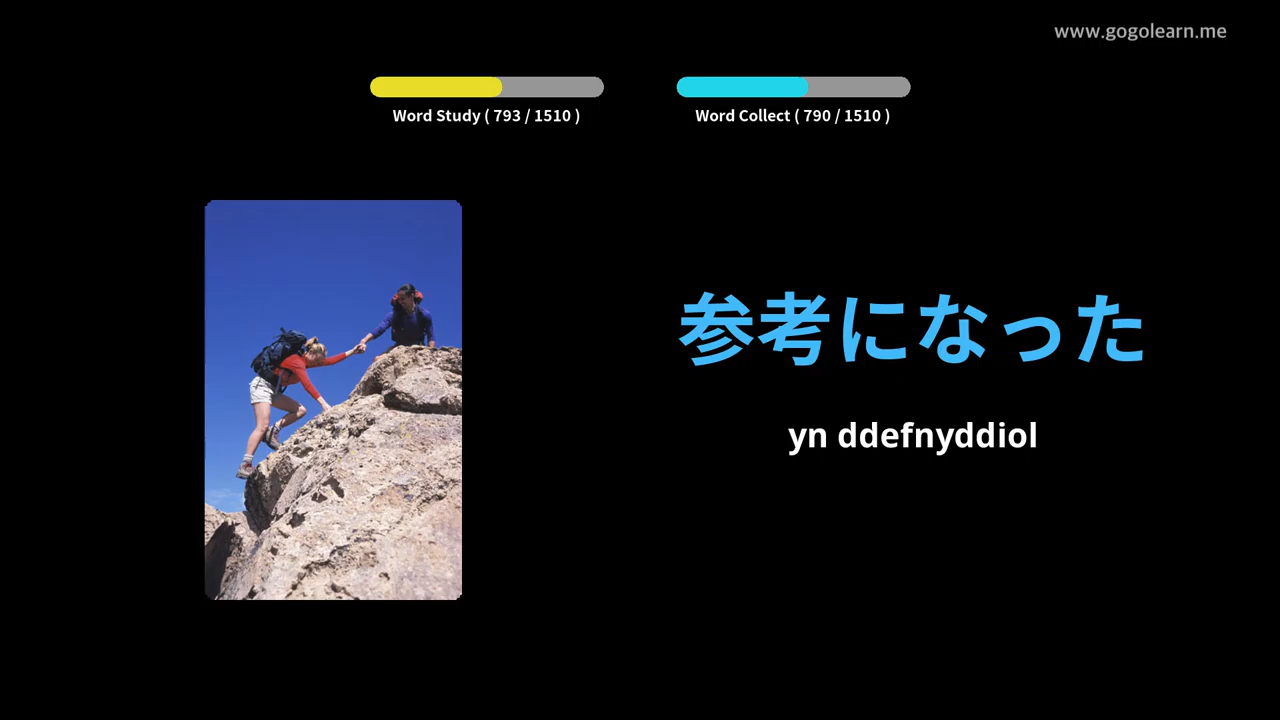 www.gogolearn.me
Word Study ( 793 / 1510 )
Word Collect ( 790 / 1510 )
参考になった
yn ddefnyddiol